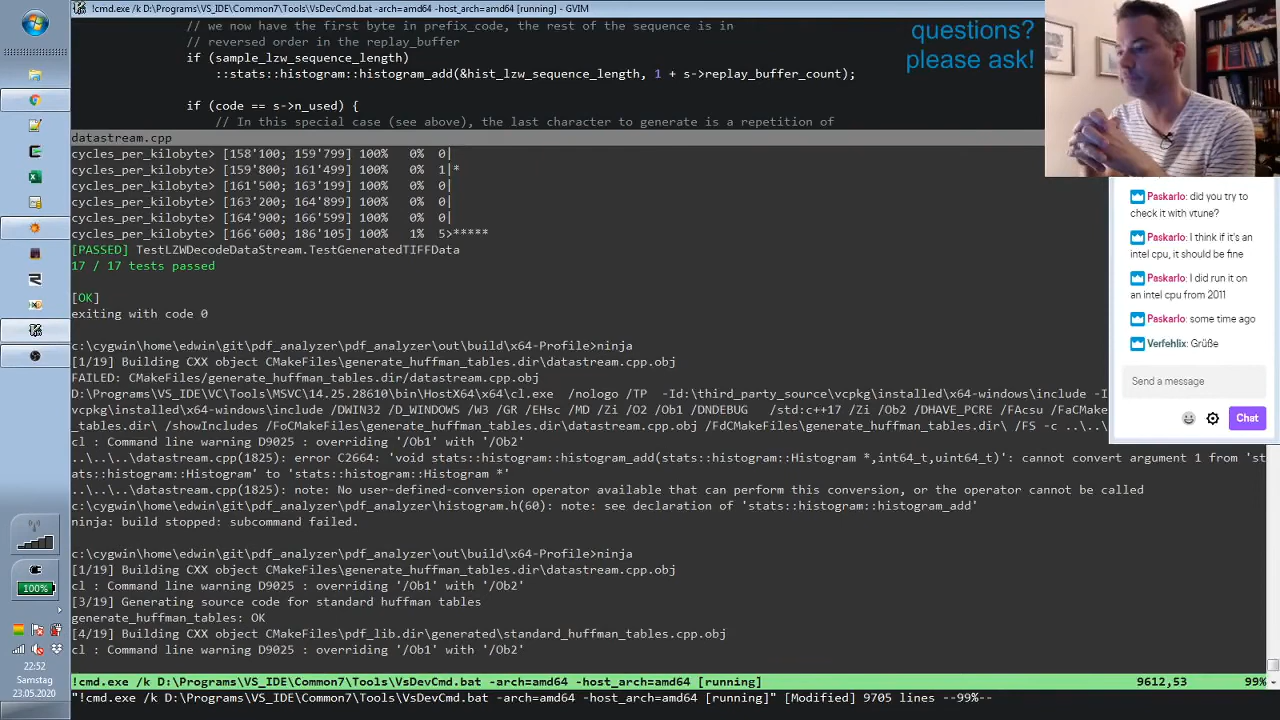 !cmd.exe /k D:\Programs\VS_IDE\Common7\Tools\VsDevCmd.bat -arch=amd64 -host_arch=amd64 [running] - GVIM
// we now have the first byte in prefix_code, the rest of the sequence is in
// reversed order in the replay_buffer
if (sample_lzw_sequence_length)
::stats::histogram::histogram_add(&hist_lzw_sequence_length, 1 + s->replay_buffer_count);
if (code == s->n_used) {
// In this special case (see above), the last character to generate is a repetition of
datastream.cpp
cycles_per_kilobyte> [158'100; 159'799] 100% 0% 0|
cycles_per_kilobyte> [159'800; 161'499] 100% 0% 1|*
cycles_per_kilobyte> [161'500; 163'199] 100% 0% 0|
cycles_per_kilobyte> [163'200; 164'899] 100% 0% 0|
cycles_per_kilobyte> [164'900; 166'599] 100% 0% 0|
cycles_per_kilobyte> [166'600; 186'105] 100% 1% 5>*****
[PASSED] TestLZWDecodeDataStream.TestGeneratedTIFFData
17 / 17 tests passed
[OK]
exiting with code 0
c:\cygwin\home\edwin\git\pdf_analyzer\pdf_analyzer\out\build\x64-Profile>ninja
[1/19] Building CXX object CMakeFiles\generate_huffman_tables.dir\datastream.cpp.obj
FAILED: CMakeFiles/generate_huffman_tables.dir/datastream.cpp.obj
D:\Programs\VS_IDE\VC\Tools\MSVC\14.25.28610\bin\HostX64\x64\cl.exe /nologo /TP -Id:\third_party_source\vcpkg\installed\x64-windows\include -I
vcpkg\installed\x64-windows\include /DWIN32 /D_WINDOWS /W3 /GR /EHsc /MD /Zi /O2 /Ob1 /DNDEBUG /std:c++17 /Zi /Ob2 /DHAVE_PCRE /FAcsu /FaCMake
_tables.dir\ /showIncludes /FoCMakeFiles\generate_huffman_tables.dir\datastream.cpp.obj /FdCMakeFiles\generate_huffman_tables.dir\ /FS -c ..\..\
cl : Command line warning D9025 : overriding '/Ob1' with '/Ob2'
..\..\..\datastream.cpp(1825): error C2664: 'void stats::histogram::histogram_add(stats::histogram::Histogram *,int64_t,uint64_t)': cannot convert argument 1 from 'st
ats::histogram::Histogram' to 'stats::histogram::Histogram *'
..\..\..\datastream.cpp(1825): note: No user-defined-conversion operator available that can perform this conversion, or the operator cannot be called
c:\cygwin\home\edwin\git\pdf_analyzer\pdf_analyzer\histogram.h(60): note: see declaration of 'stats::histogram::histogram_add'
ninja: build stopped: subcommand failed.
c:\cygwin\home\edwin\git\pdf_analyzer\pdf_analyzer\out\build\x64-Profile>ninja
[1/19] Building CXX object CMakeFiles\generate_huffman_tables.dir\datastream.cpp.obj
cl : Command line warning D9025 : overriding '/Ob1' with '/Ob2'
[3/19] Generating source code for standard huffman tables
generate_huffman_tables: OK
[4/19] Building CXX object CMakeFiles\pdf_lib.dir\generated\standard_huffman_tables.cpp.obj
cl : Command line warning D9025 : overriding '/Ob1' with '/Ob2'
!cmd.exe /k D:\Programs\VS_IDE\Common7\Tools\VsDevCmd.bat -arch=amd64 -host_arch=amd64 [running] 9612,53 99%
"!cmd.exe /k D:\Programs\VS_IDE\Common7\Tools\VsDevCmd.bat -arch=amd64 -host_arch=amd64 [running]" [Modified] 9705 lines --99%--
questions?
please ask!
Paskarlo: did you try to
check it with vtune?
Paskarlo: I think if it's an
intel cpu, it should be fine
Paskarlo: I did run it on
an intel cpu from 2011
Paskarlo: some time ago
Verfehlix: Grüße
Send a message
Chat
100%
22:52
Samstag
23.05.2020